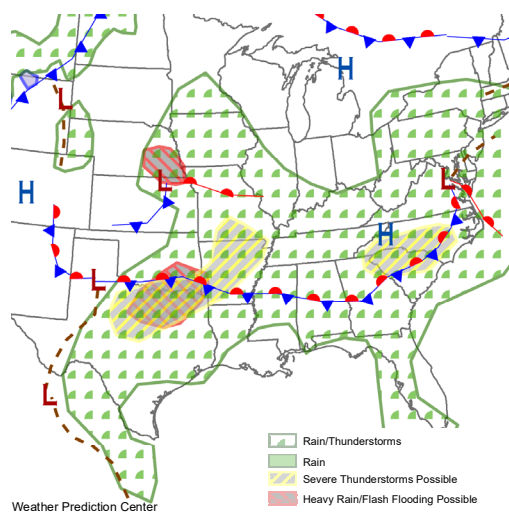 H
L
H
L
L
H
L
L
Rain/Thunderstorms
Rain
Severe Thunderstorms Possible
Heavy Rain/Flash Flooding Possible
Weather Prediction Center